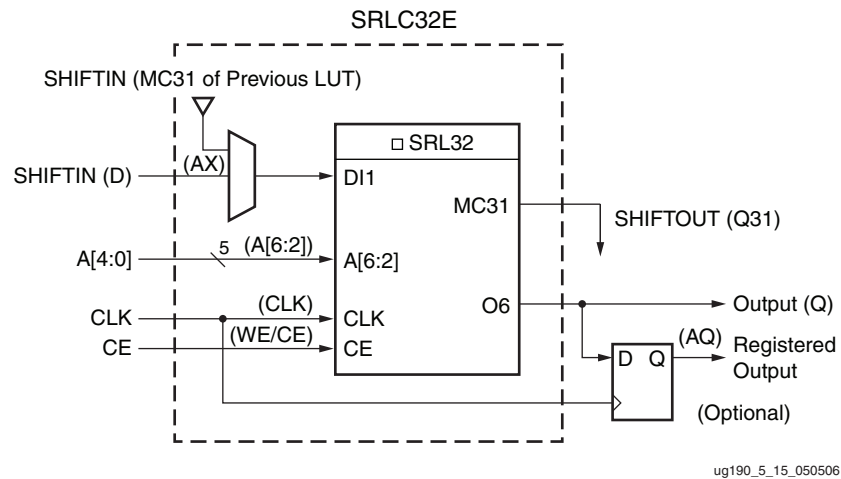 SRLC32E
SHIFTIN (MC31 of Previous LUT)
SRL32
SHIFTIN (D)
(AX)
DI1
MC31
SHIFTOUT (Q31)
A[4:0]
5
(A[6:2])
A[6:2]
CLK
(CLK)
CLK
O6
Output (Q)
CE
(WE/CE)
CE
D Q
(AQ)
Registered
Output
(Optional)
ug190_5_15_050506